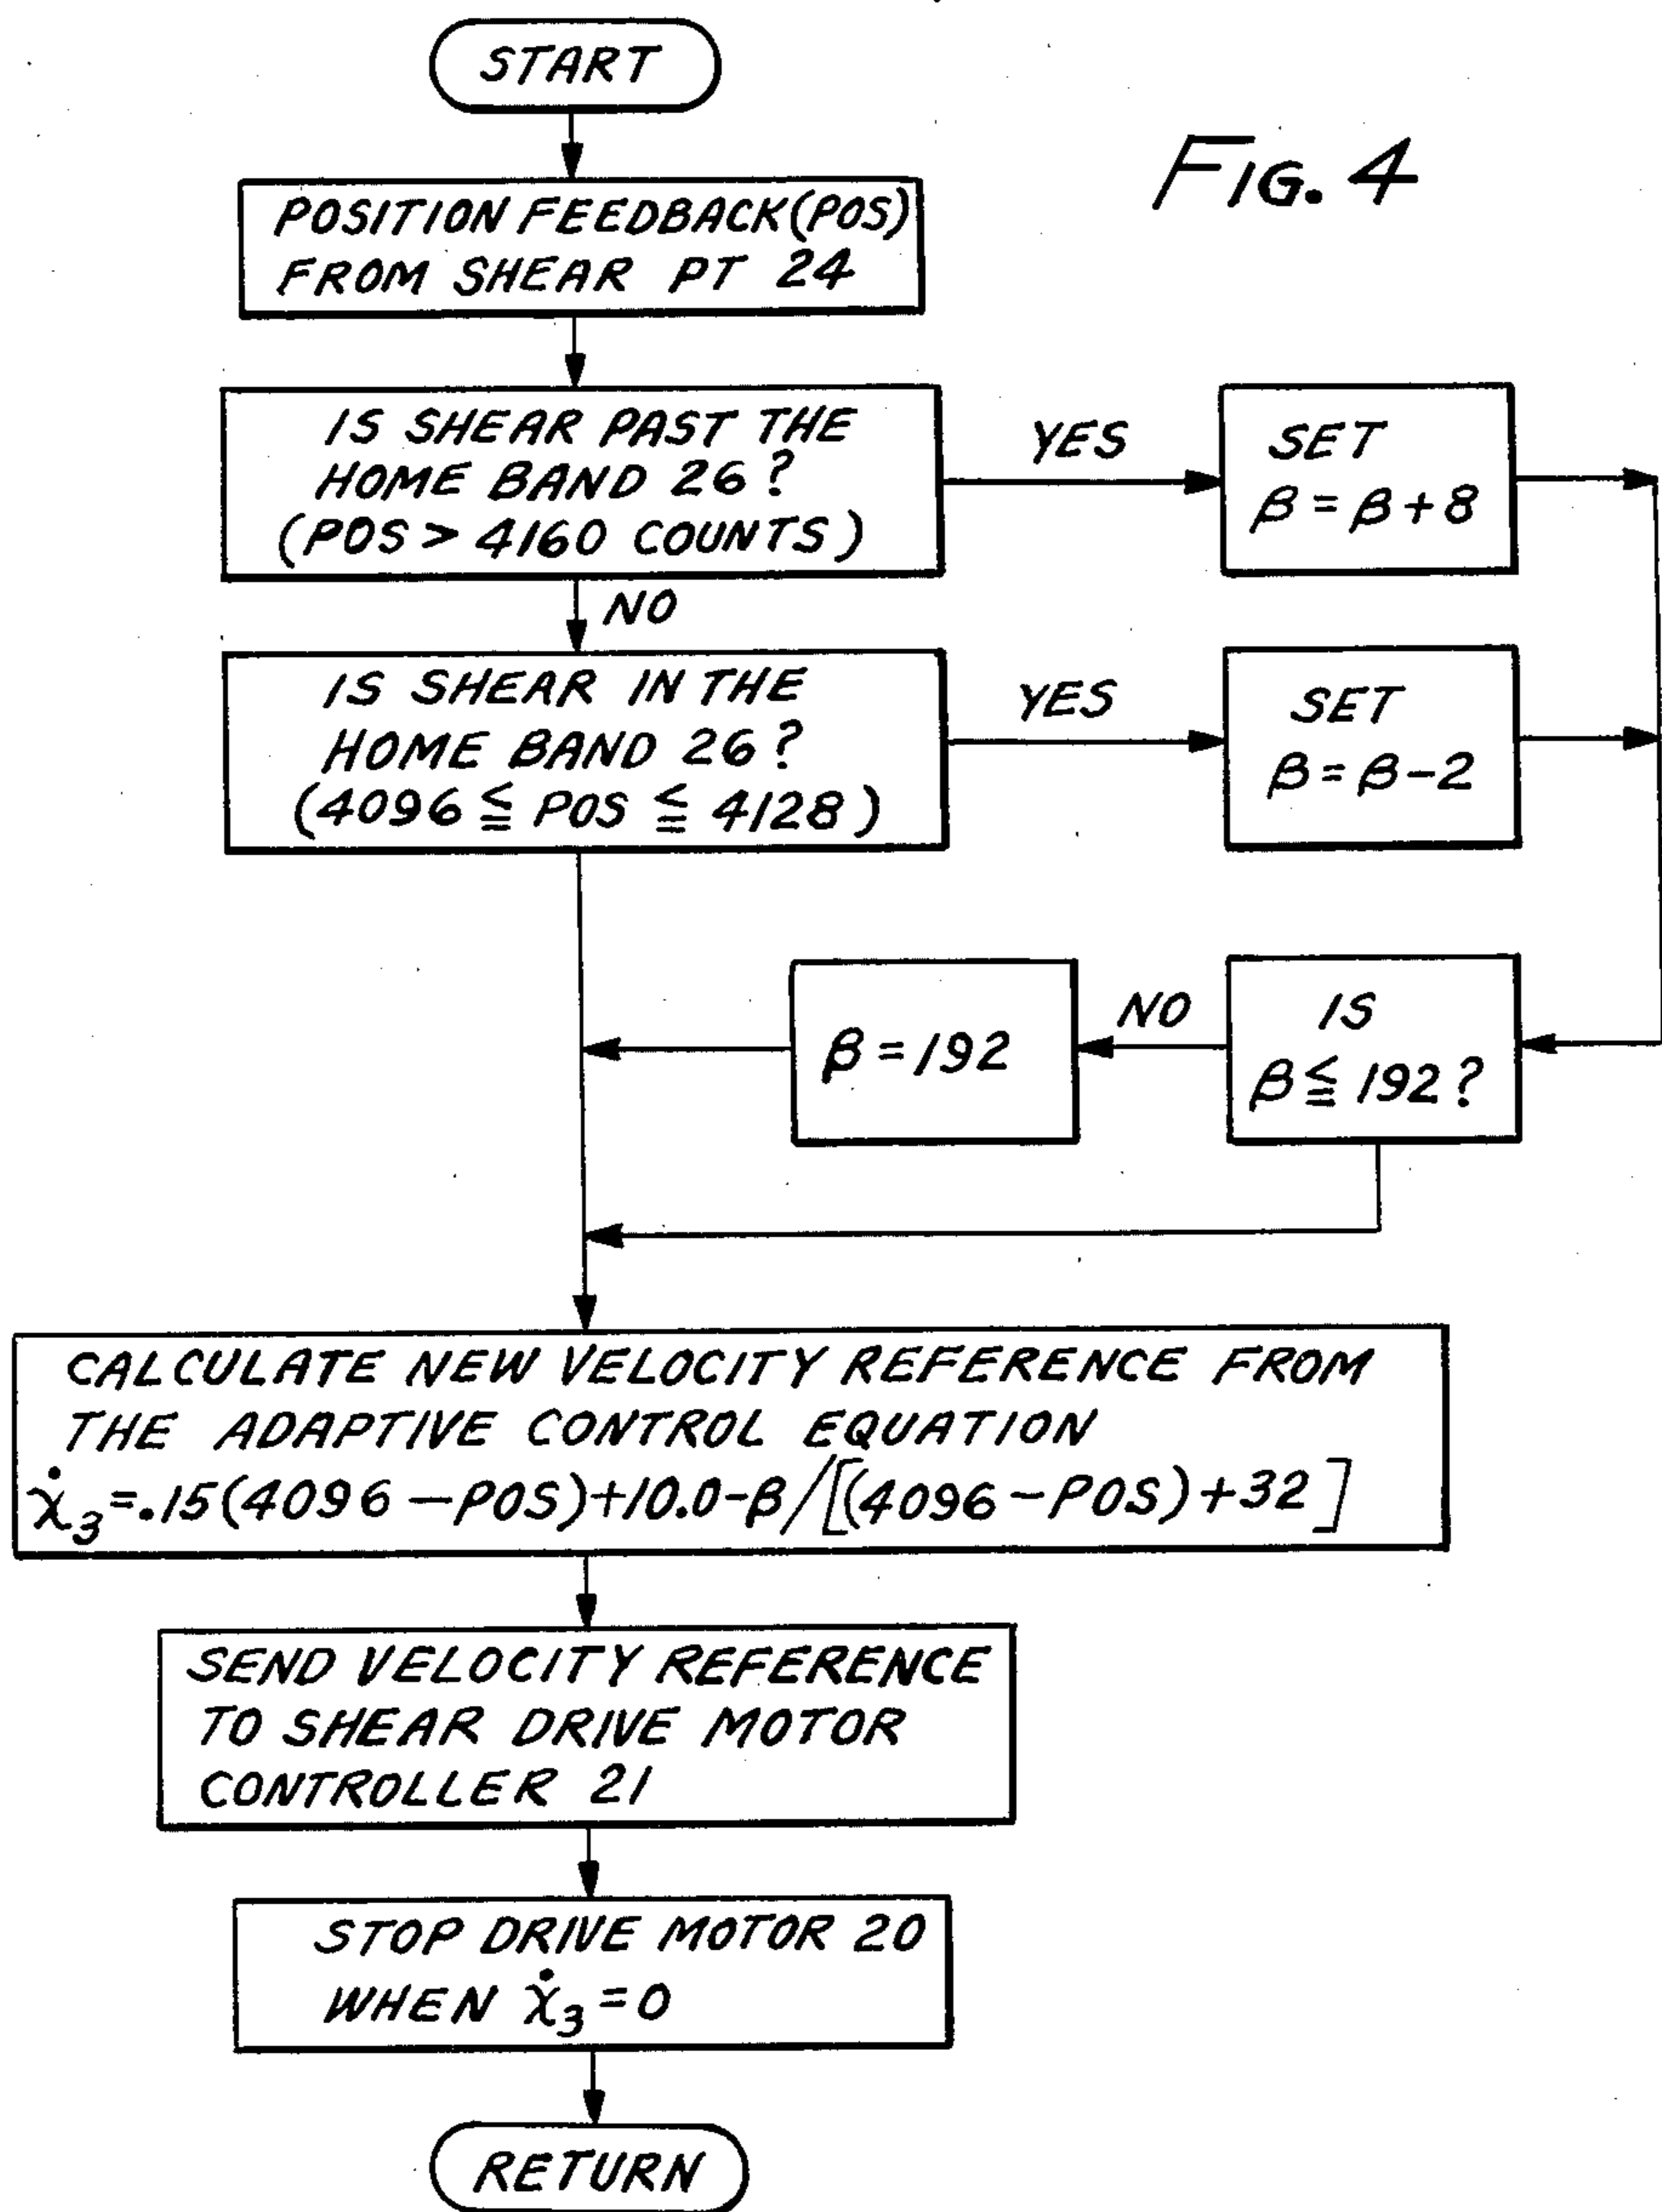 START
FIG. 4
POSITION FEEDBACK (POS)
FROM SHEAR PT 24
IS SHEAR PAST THE
HOME BAND 26?
(POS > 4160 COUNTS)
YES
SET
β = β + 8
NO
IS SHEAR IN THE
HOME BAND 26?
(4096 ≦ POS ≦ 4128)
YES
SET
β = β - 2
IS
β ≦ 192?
NO
β = 192
CALCULATE NEW VELOCITY REFERENCE FROM
THE ADAPTIVE CONTROL EQUATION
ẋ₃ = .15(4096 - POS) + 10.0 - β/[(4096 - POS) + 32]
SEND VELOCITY REFERENCE
TO SHEAR DRIVE MOTOR
CONTROLLER 21
STOP DRIVE MOTOR 20
WHEN ẋ₃ = 0
RETURN